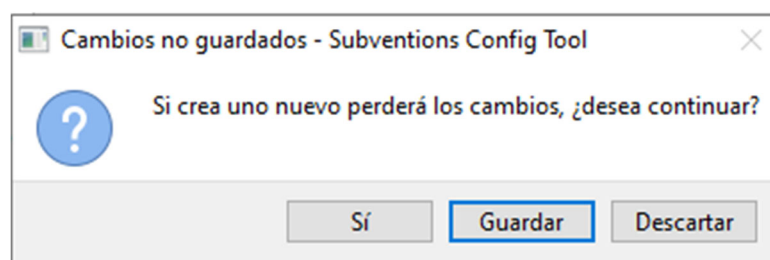 Cambios no guardados - Subventions Config Tool
Si crea uno nuevo perderá los cambios, ¿desea continuar?
Sí
Guardar
Descartar